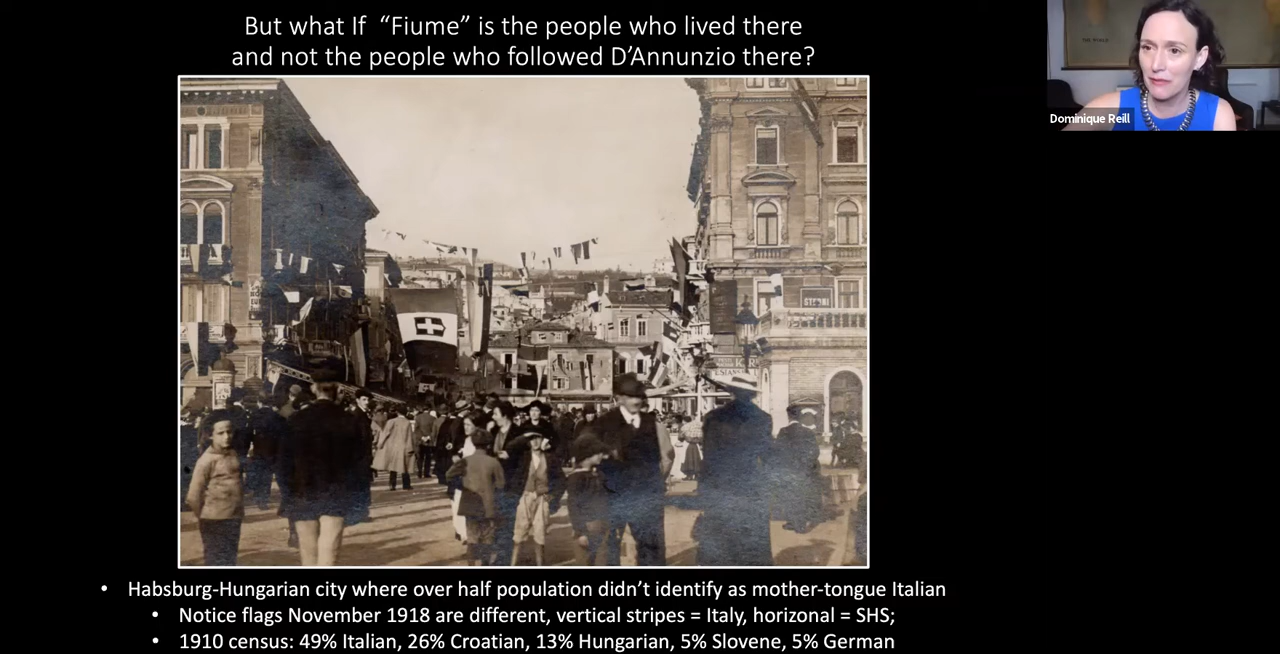 But what If “Fiume” is the people who lived there
and not the people who followed D’Annunzio there?
Dominique Reill
• Habsburg-Hungarian city where over half population didn’t identify as mother-tongue Italian
• Notice flags November 1918 are different, vertical stripes = Italy, horizonal = SHS;
• 1910 census: 49% Italian, 26% Croatian, 13% Hungarian, 5% Slovene, 5% German